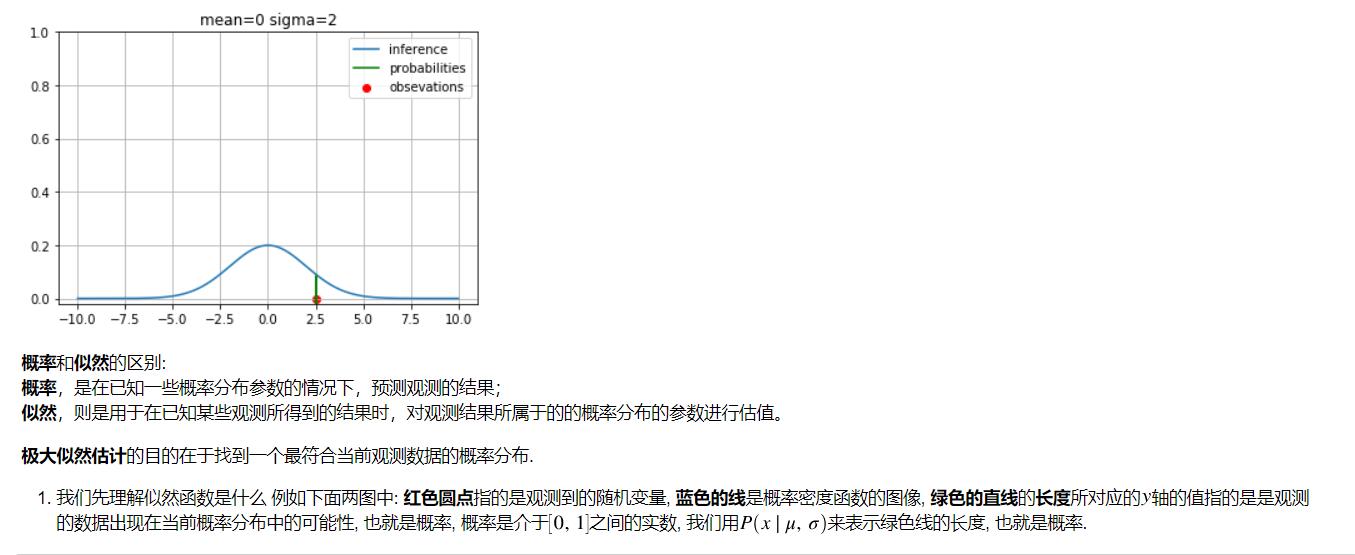 mean=0 sigma=2
1.0
0.8
0.6
0.4
0.2
0.0
−10.0 −7.5 −5.0 −2.5 0.0 2.5 5.0 7.5 10.0
inference
probabilities
obsevations
概率和似然的区别:
概率，是在已知一些概率分布参数的情况下，预测观测的结果；
似然，则是用于在已知某些观测所得到的结果时，对观测结果所属于的的概率分布的参数进行估值。
极大似然估计的目的在于找到一个最符合当前观测数据的概率分布.
1. 我们先理解似然函数是什么 例如下面两图中: 红色圆点指的是观测到的随机变量, 蓝色的线是概率密度函数的图像, 绿色的直线的长度所对应的y轴的值指的是是观测
的数据出现在当前概率分布中的可能性, 也就是概率, 概率是介于[0, 1]之间的实数, 我们用P(x | μ, σ)来表示绿色线的长度, 也就是概率.